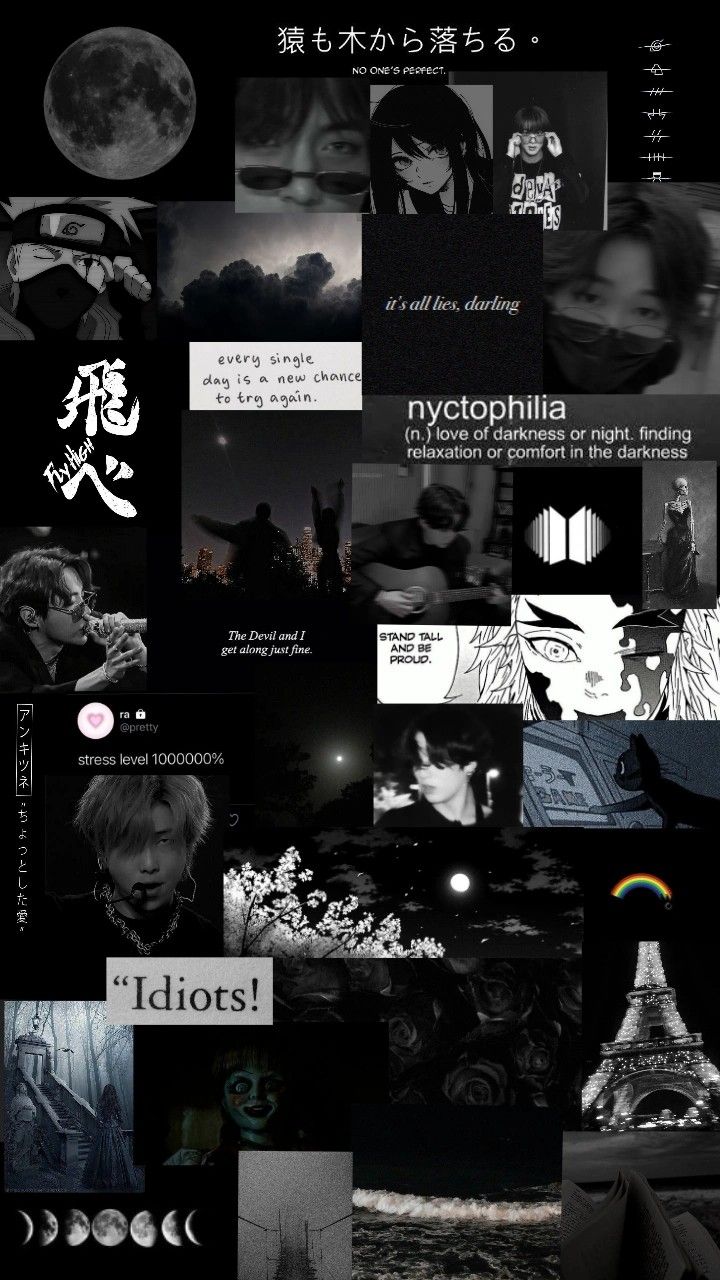 猿も木から落ちる。
NO ONE'S PERFECT.
it's all lies, darling
every single
day is a new chance
to try again.
飛べ
FLY HIGH
nyctophilia
(n.) love of darkness or night. finding
relaxation or comfort in the darkness
The Devil and I
get along just fine.
STAND TALL
AND BE
PROUD.
ra
@pretty
stress level 1000000%
アンキツネ
"ちょっとした愛"
GAME
"Idiots!